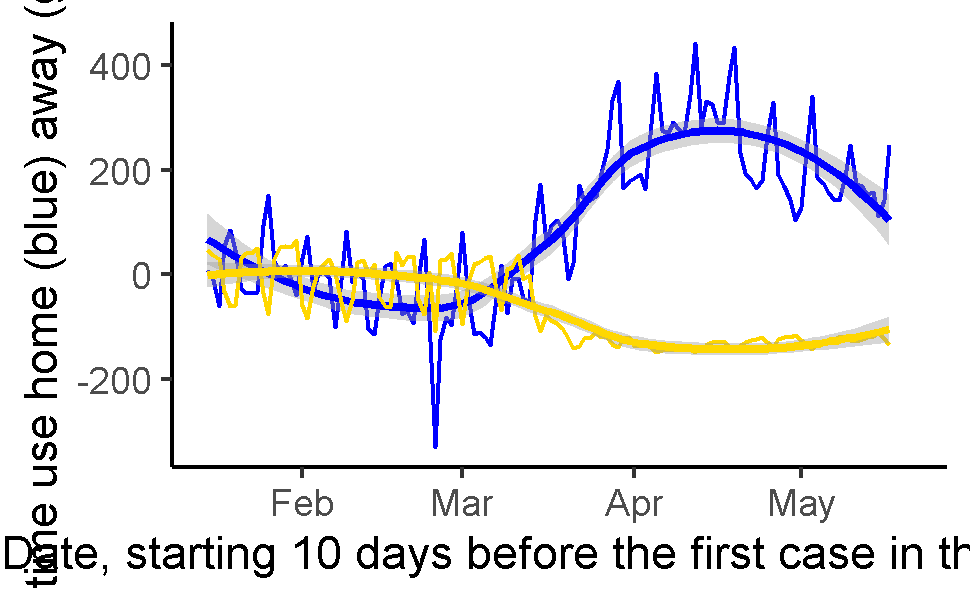 time use home (blue) away (
400
200
0
-200
Feb Mar Apr May
Date, starting 10 days before the first case in th